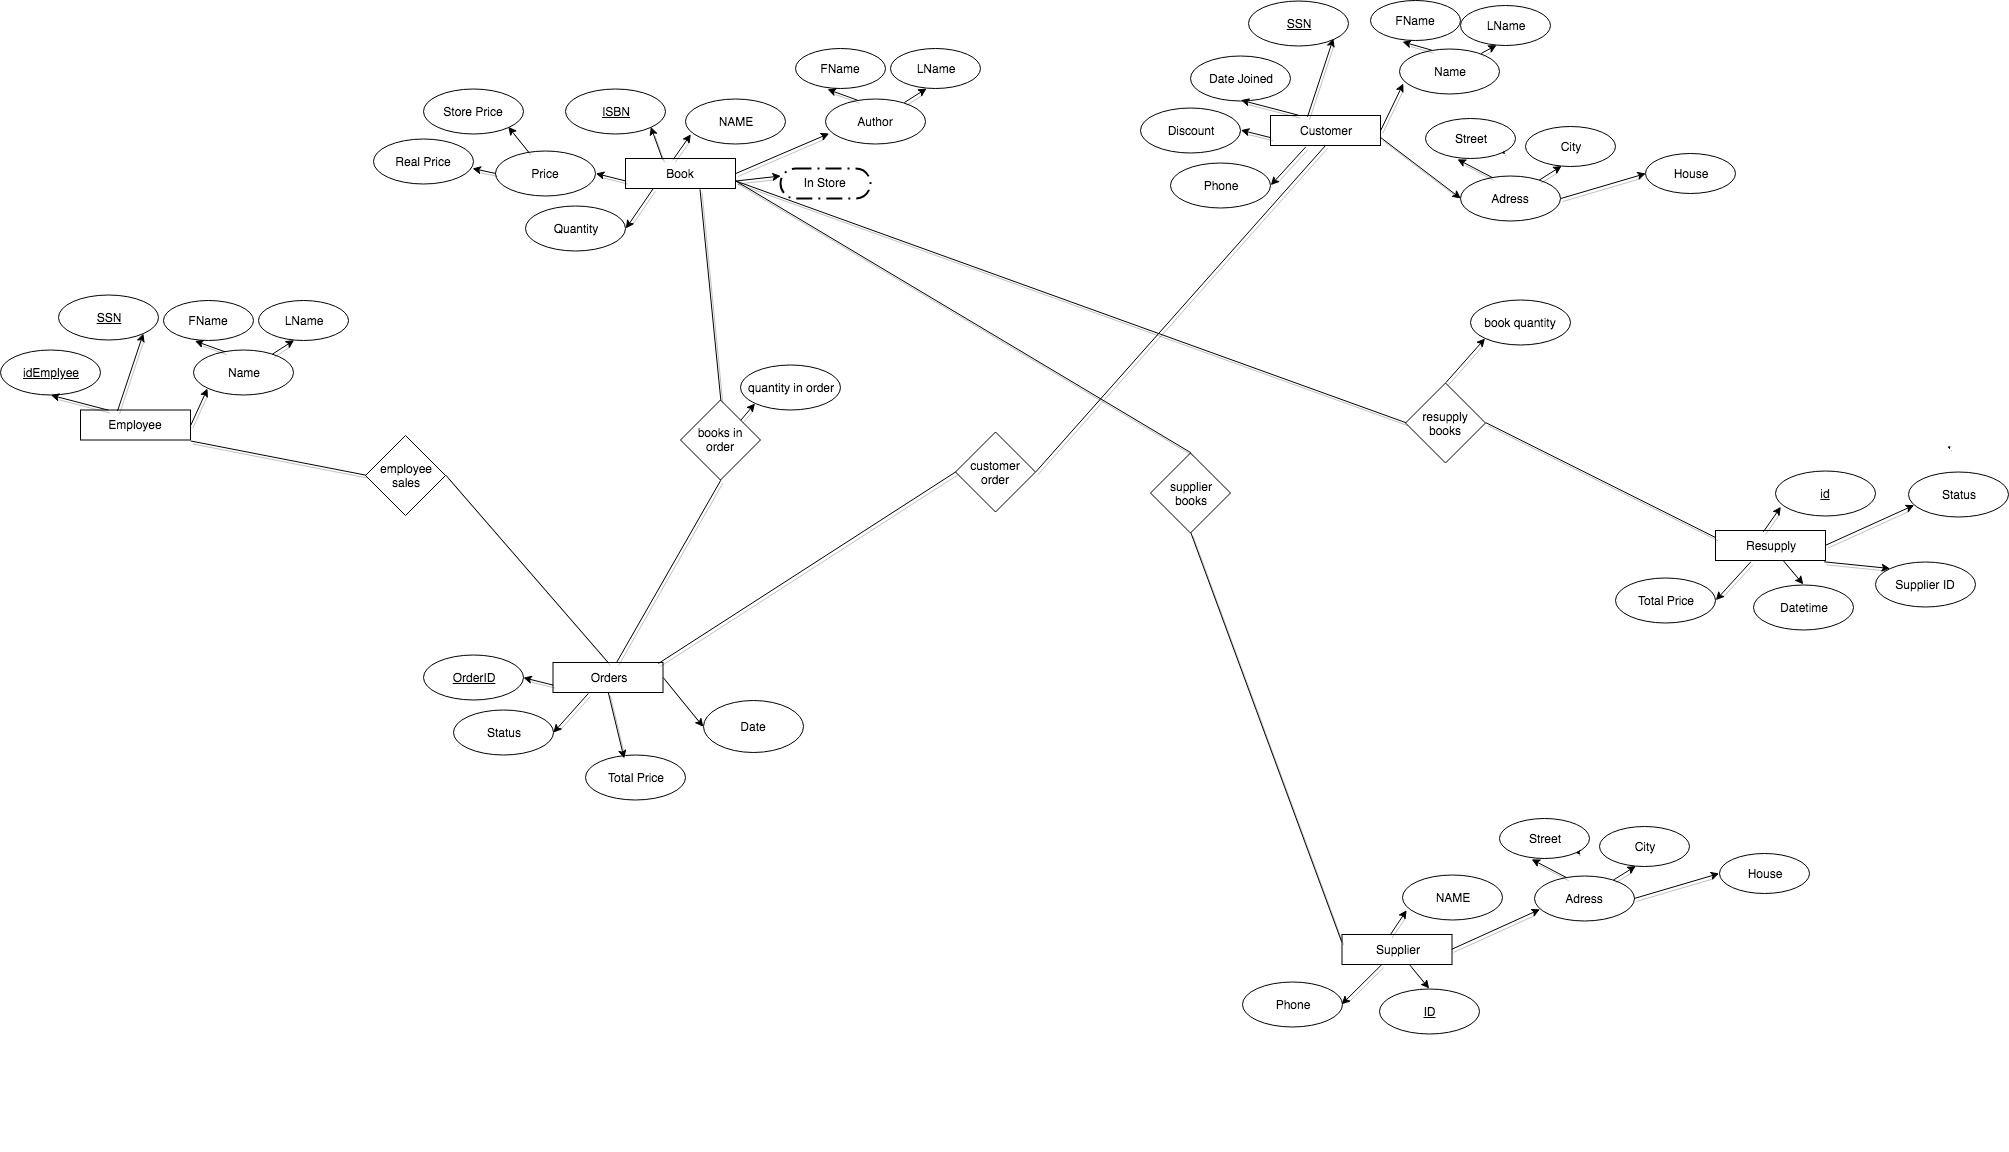 SSN
FName
LName
Name
Date Joined
Discount
Customer
Phone
Street
City
House
Adress
FName
LName
Author
Store Price
ISBN
NAME
Real Price
Price
Book
In Store
Quantity
SSN
FName
LName
idEmplyee
Name
Employee
book quantity
quantity in order
resupply
books
books in
order
employee
sales
customer
order
supplier
books
id
Status
Resupply
Total Price
Datetime
Supplier ID
OrderID
Orders
Status
Date
Total Price
Street
City
House
NAME
Adress
Supplier
Phone
ID